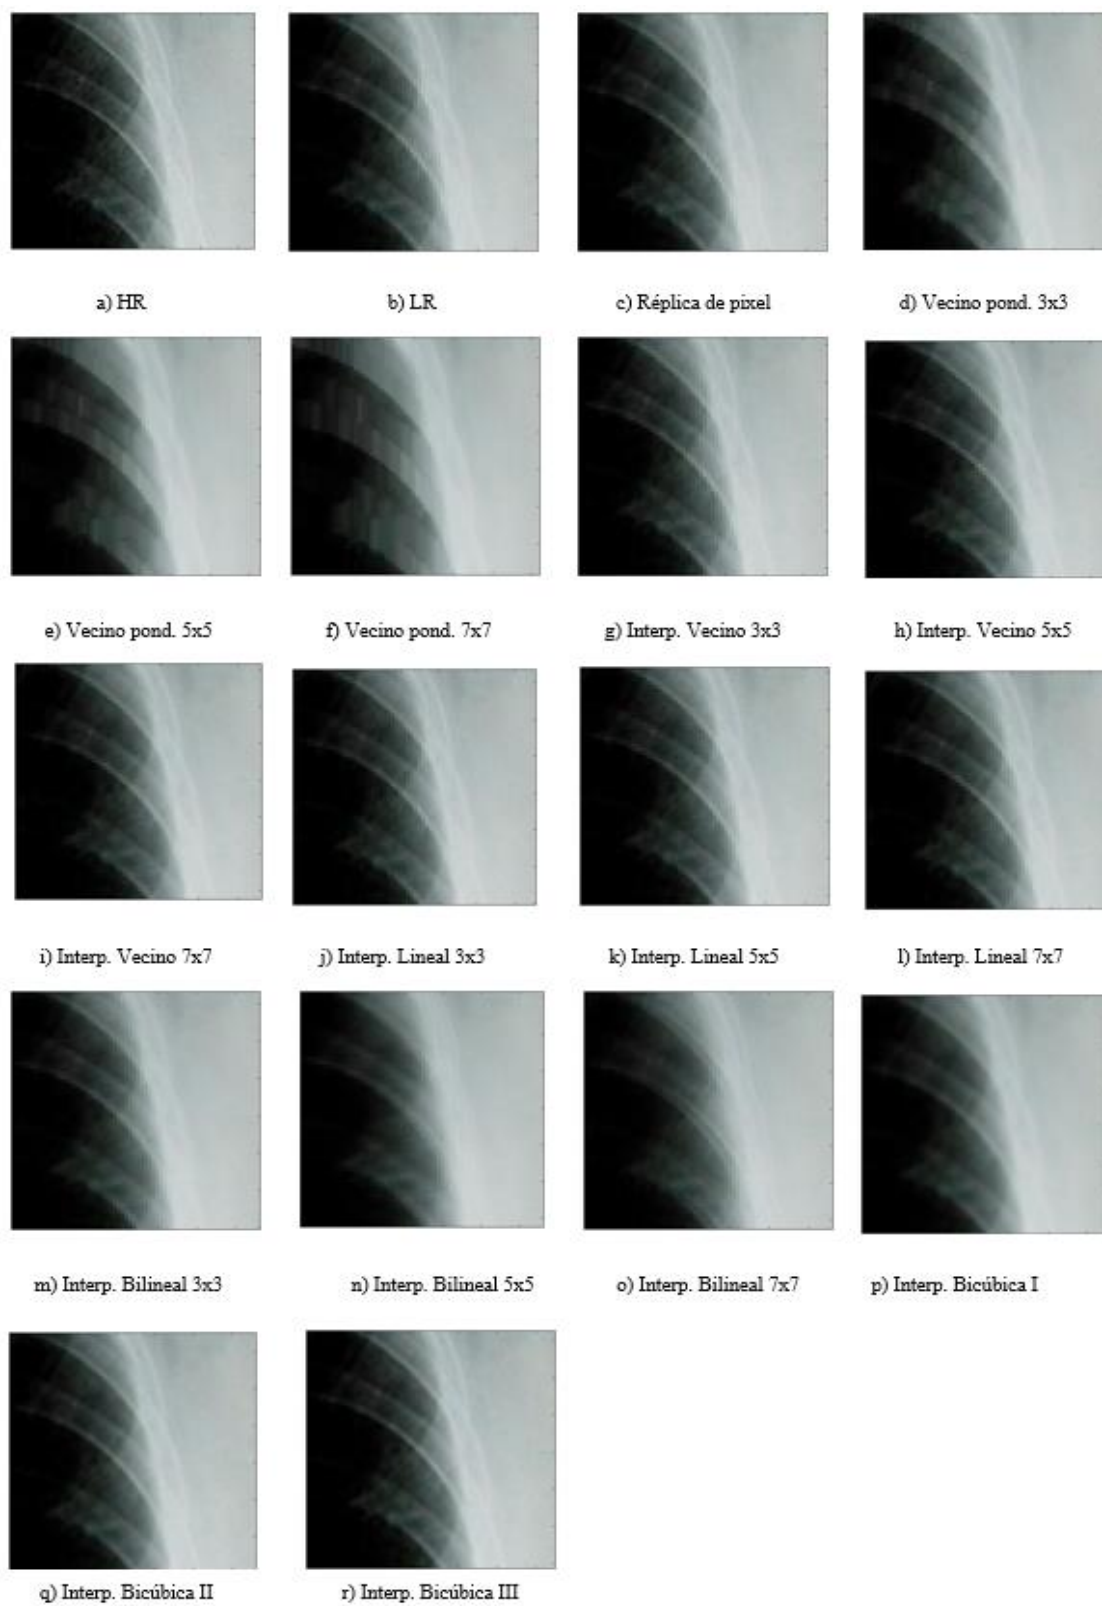 a) HR
b) LR
c) Réplica de pixel
d) Vecino pond. 3x3
e) Vecino pond. 5x5
f) Vecino pond. 7x7
g) Interp. Vecino 3x3
h) Interp. Vecino 5x5
i) Interp. Vecino 7x7
j) Interp. Lineal 3x3
k) Interp. Lineal 5x5
l) Interp. Lineal 7x7
m) Interp. Bilineal 3x3
n) Interp. Bilineal 5x5
o) Interp. Bilineal 7x7
p) Interp. Bicúbica I
q) Interp. Bicúbica II
r) Interp. Bicúbica III